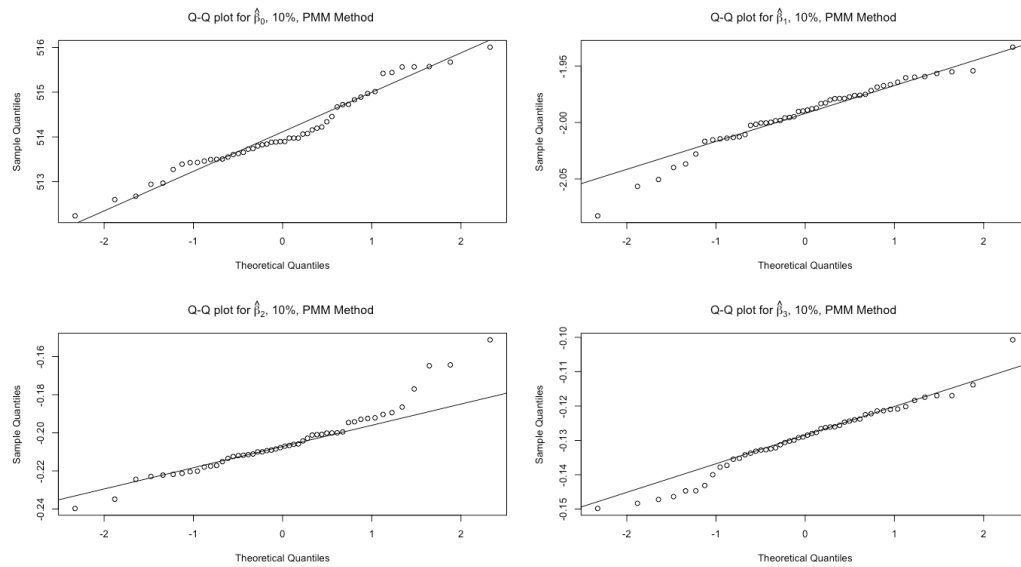 Q-Q plot for β̂₀, 10%, PMM Method
516
515
514
513
Sample Quantiles
-2 -1 0 1 2
Theoretical Quantiles
Q-Q plot for β̂₁, 10%, PMM Method
-1.95
-2.00
-2.05
Sample Quantiles
-2 -1 0 1 2
Theoretical Quantiles
Q-Q plot for β̂₂, 10%, PMM Method
-0.16
-0.18
-0.20
-0.22
-0.24
Sample Quantiles
-2 -1 0 1 2
Theoretical Quantiles
Q-Q plot for β̂₃, 10%, PMM Method
-0.10
-0.11
-0.12
-0.13
-0.14
-0.15
Sample Quantiles
-2 -1 0 1 2
Theoretical Quantiles